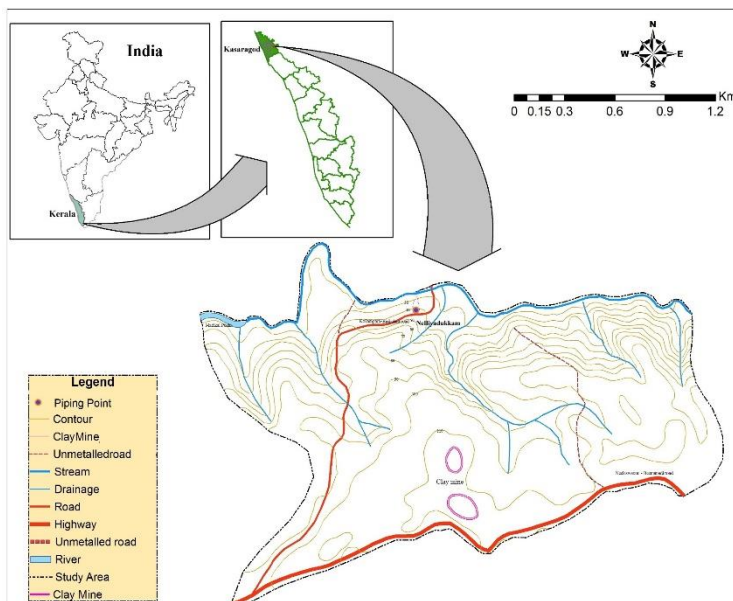 India
Kerala
Kasaragod
N
W E
S
Km
0 0.15 0.3 0.6 0.9 1.2
Nelliyadukkam
Clay mine
Legend
Piping Point
Contour
ClayMine
Unmetalledroad
Stream
Drainage
Road
Highway
Unmetalled road
River
Study Area
Clay Mine